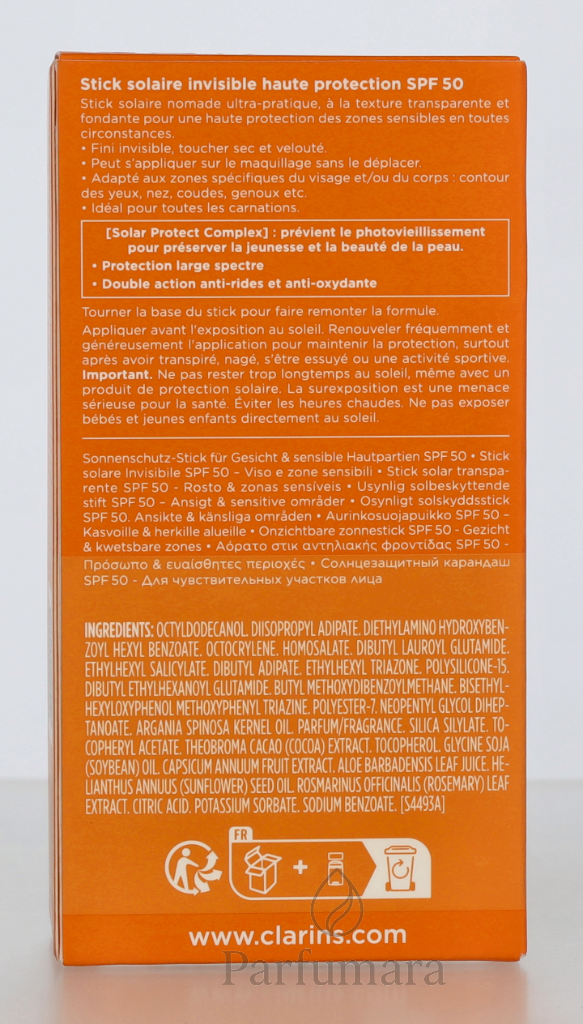 Stick solaire invisible haute protection SPF 50
Stick solaire nomade ultra-pratique, à la texture transparente et
fondante pour une haute protection des zones sensibles en toutes
circonstances.
• Fini invisible, toucher sec et velouté.
• Peut s'appliquer sur le maquillage sans le déplacer.
• Adapté aux zones spécifiques du visage et/ou du corps : contour
des yeux, nez, coudes, genoux etc.
• Idéal pour toutes les carnations.
[Solar Protect Complex] : prévient le photovieillissement
pour préserver la jeunesse et la beauté de la peau.
• Protection large spectre
• Double action anti-rides et anti-oxydante
Tourner la base du stick pour faire remonter la formule.
Appliquer avant l'exposition au soleil. Renouveler fréquemment et
généreusement l'application pour maintenir la protection, surtout
après avoir transpiré, nagé, s'être essuyé ou une activité sportive.
Important. Ne pas rester trop longtemps au soleil, même avec un
produit de protection solaire. La surexposition est une menace
sérieuse pour la santé. Éviter les heures chaudes. Ne pas exposer
bébés et jeunes enfants directement au soleil.
Sonnenschutz-Stick für Gesicht & sensible Hautpartien SPF 50 • Stick
solare Invisibile SPF 50 – Viso e zone sensibili • Stick solar transpa-
rente SPF 50 - Rosto & zonas sensíveis • Usynlig solbeskyttende
stift SPF 50 – Ansigt & sensitive områder • Osynligt solskyddsstick
SPF 50. Ansikte & känsliga områden • Aurinkosuojapuikko SPF 50 –
Kasvoille & herkille alueille • Onzichtbare zonnestick SPF 50 - Gezicht
& kwetsbare zones • Αόρατο στικ αντηλιακής φροντίδας SPF 50 -
Πρόσωπο & ευαίσθητες περιοχές • Солнцезащитный карандаш
SPF 50 - Для чувствительных участков лица
INGREDIENTS: OCTYLDODECANOL. DIISOPROPYL ADIPATE. DIETHYLAMINO HYDROXYBEN-
ZOYL HEXYL BENZOATE. OCTOCRYLENE. HOMOSALATE. DIBUTYL LAUROYL GLUTAMIDE.
ETHYLHEXYL SALICYLATE. DIBUTYL ADIPATE. ETHYLHEXYL TRIAZONE. POLYSILICONE-15.
DIBUTYL ETHYLHEXANOYL GLUTAMIDE. BUTYL METHOXYDIBENZOYLMETHANE. BISETHYL-
HEXYLOXYPHENOL METHOXYPHENYL TRIAZINE. POLYESTER-7. NEOPENTYL GLYCOL DIHEP-
TANOATE. ARGANIA SPINOSA KERNEL OIL. PARFUM/FRAGRANCE. SILICA SILYLATE. TO-
COPHERYL ACETATE. THEOBROMA CACAO (COCOA) EXTRACT. TOCOPHEROL. GLYCINE SOJA
(SOYBEAN) OIL. CAPSICUM ANNUUM FRUIT EXTRACT. ALOE BARBADENSIS LEAF JUICE. HE-
LIANTHUS ANNUUS (SUNFLOWER) SEED OIL. ROSMARINUS OFFICINALIS (ROSEMARY) LEAF
EXTRACT. CITRIC ACID. POTASSIUM SORBATE. SODIUM BENZOATE. [S4493A]
FR
+
www.clarins.com
Parfumara